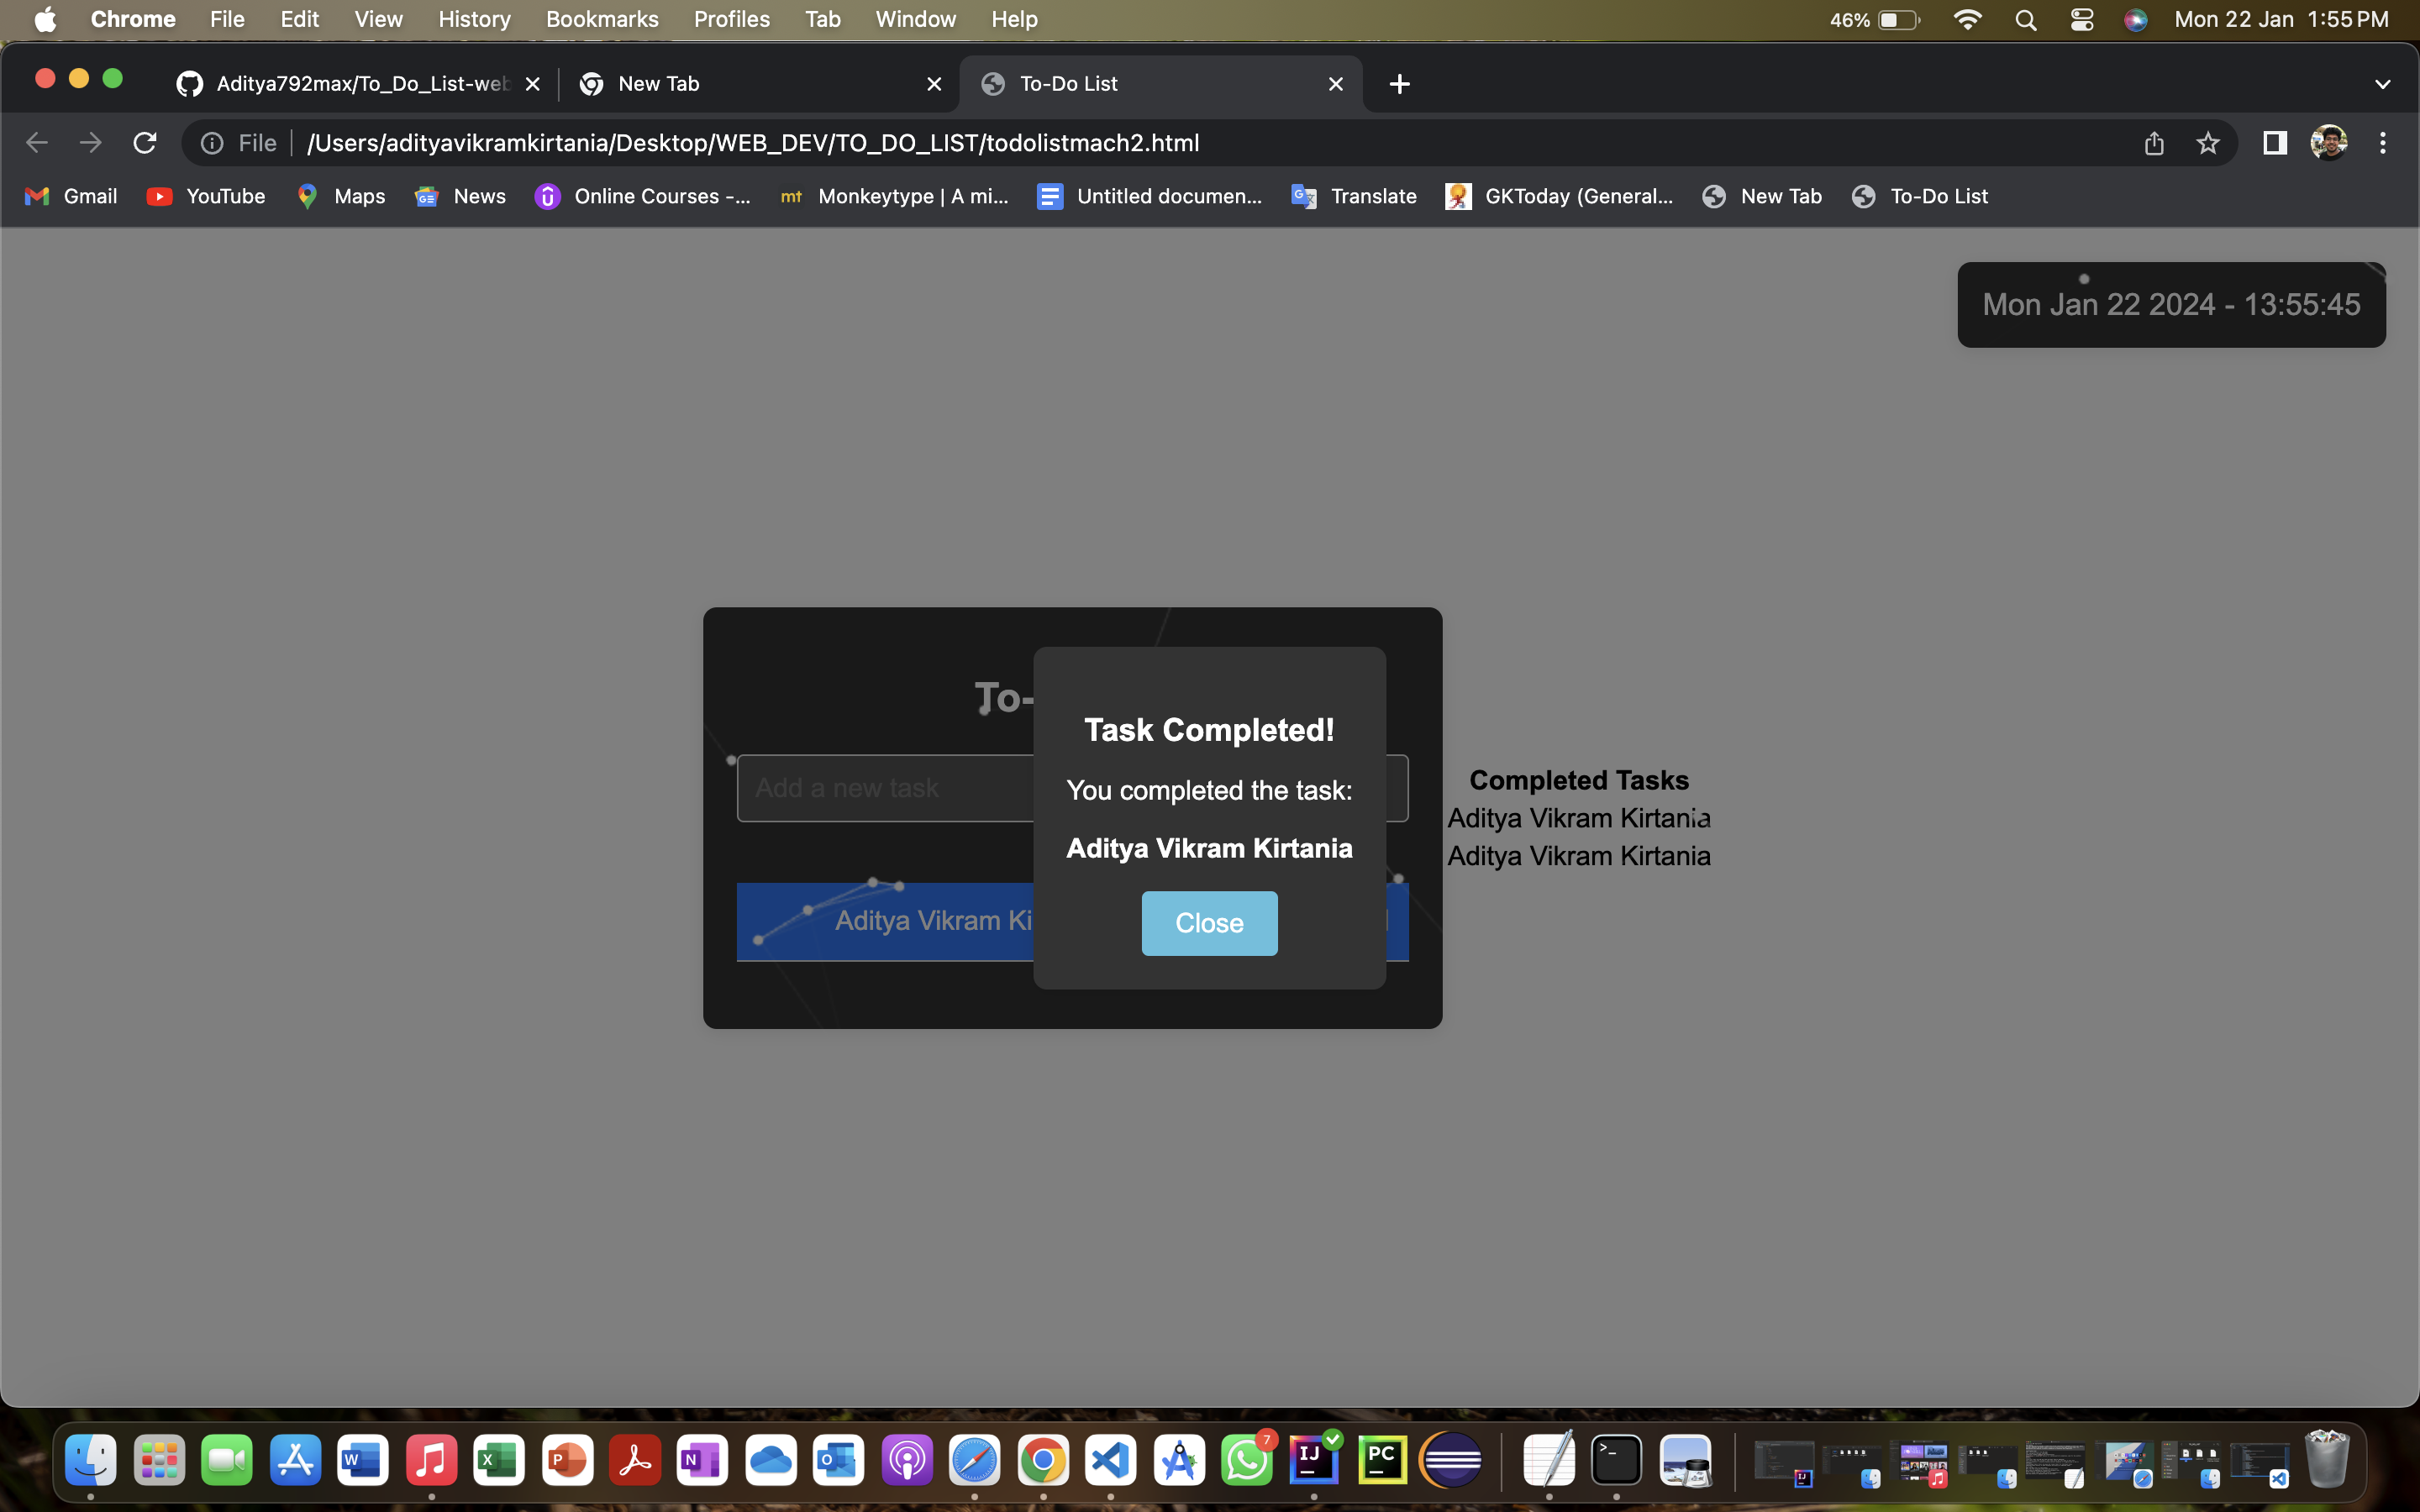 Chrome File Edit View History Bookmarks Profiles Tab Window Help 46% Mon 22 Jan 1:55 PM
Aditya792max/To_Do_List-web New Tab To-Do List
File /Users/adityavikramkirtania/Desktop/WEB_DEV/TO_DO_LIST/todolistmach2.html
Gmail YouTube Maps News Online Courses -... mt Monkeytype | A mi... Untitled documen... Translate GKToday (General... New Tab To-Do List
Mon Jan 22 2024 - 13:55:45
To-
Task Completed!
Add a new task
You completed the task:
Aditya Vikram Kirtania
Aditya Vikram Ki
Close
Completed Tasks
Aditya Vikram Kirtania
Aditya Vikram Kirtania
W X P N O 7 IJ PC >_